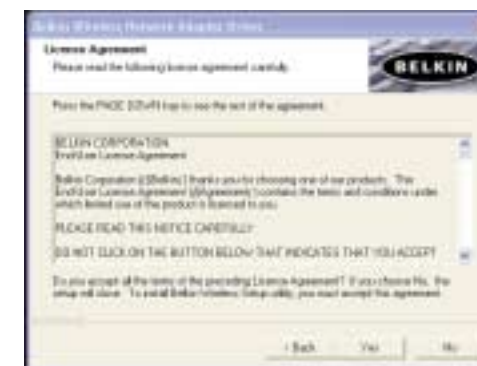 Belkin Wireless Network Adapter Driver
License Agreement
Please read the following license agreement carefully.
BELKIN
Press the PAGE DOWN key to see the rest of the agreement.
BELKIN CORPORATION
End-User License Agreement
Belkin Corporation thanks you for choosing one of our products. This
End-User License Agreement contains the terms and conditions under
which limited use of the product is licensed to you.
PLEASE READ THIS NOTICE CAREFULLY:
DO NOT CLICK ON THE BUTTON BELOW THAT INDICATES THAT YOU ACCEPT
Do you accept all the terms of the preceding License Agreement? If you choose No, the
setup will close. To install Belkin Wireless Setup utility, you must accept this agreement.
< Back
Yes
No